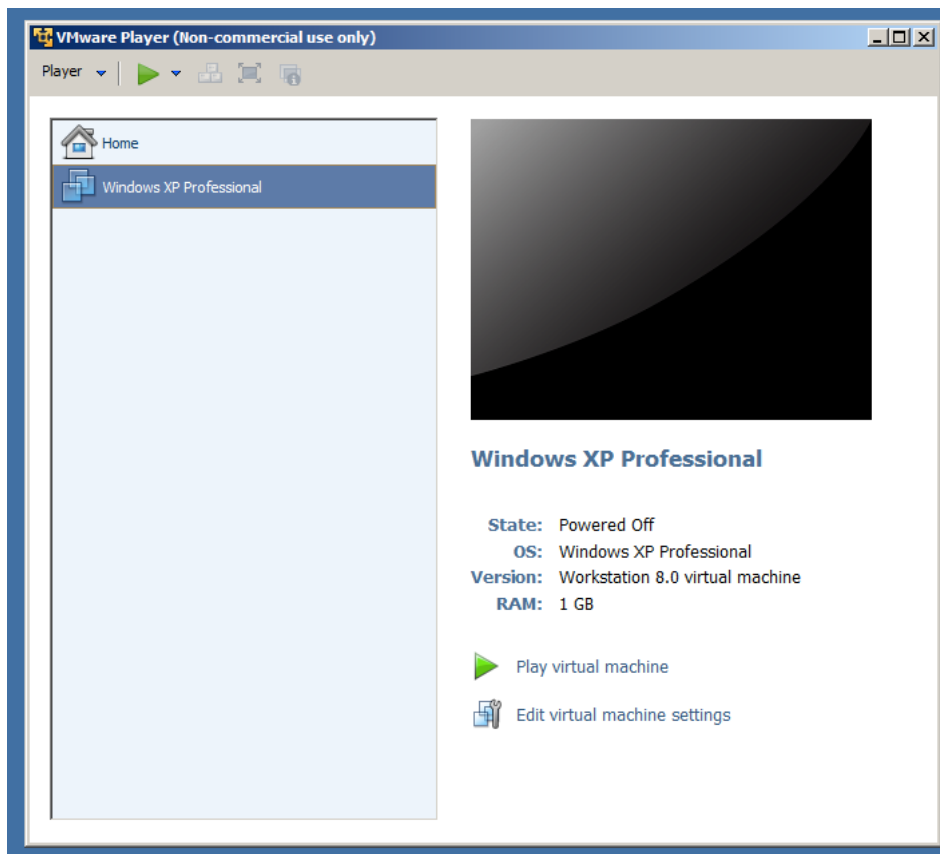 VMware Player (Non-commercial use only)
Player
Home
Windows XP Professional
Windows XP Professional
State: Powered Off
OS: Windows XP Professional
Version: Workstation 8.0 virtual machine
RAM: 1 GB
Play virtual machine
Edit virtual machine settings